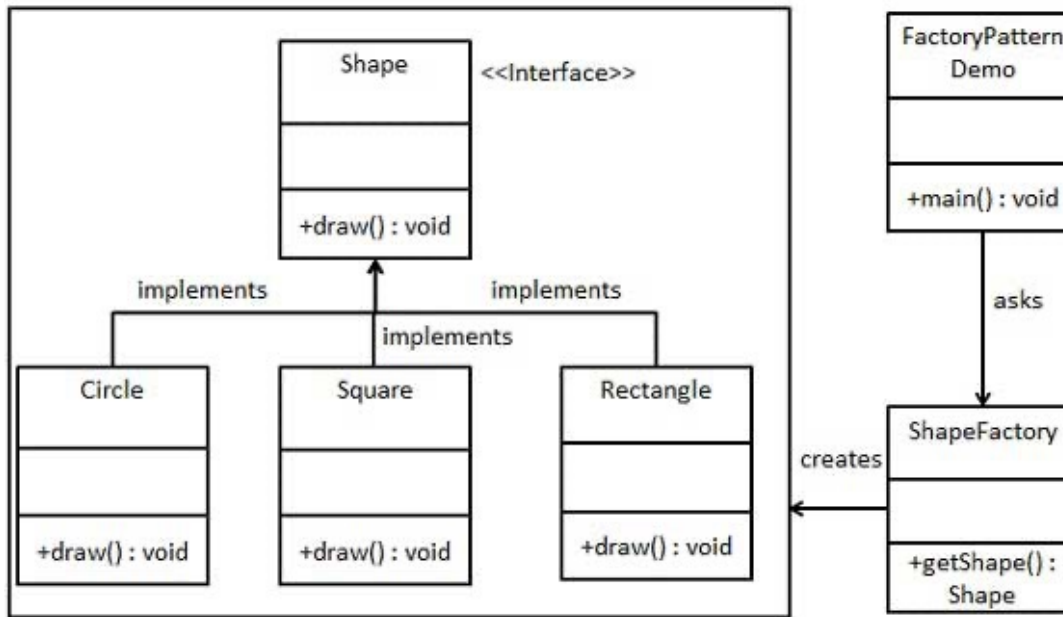 Shape
<<Interface>>
+draw() : void
implements
implements
implements
Circle
+draw() : void
Square
+draw() : void
Rectangle
+draw() : void
FactoryPattern
Demo
+main() : void
asks
creates
ShapeFactory
+getShape() :
Shape